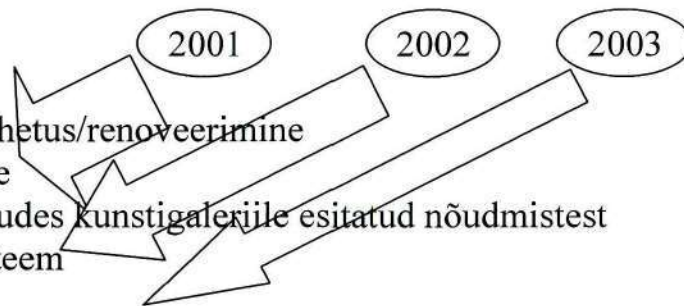 2001 2002 2003
hetus/renoveerimine
e
udes kunstigaleriile esitatud nõudmistest
teem